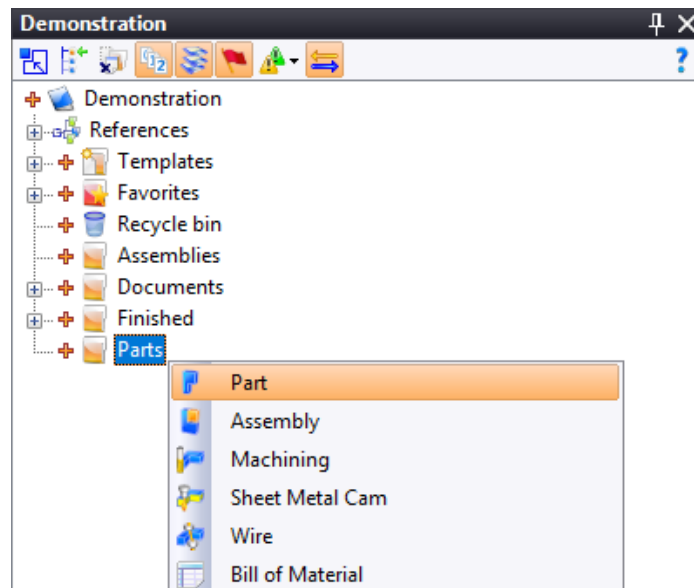 Demonstration
Demonstration
References
Templates
Favorites
Recycle bin
Assemblies
Documents
Finished
Parts
Part
Assembly
Machining
Sheet Metal Cam
Wire
Bill of Material